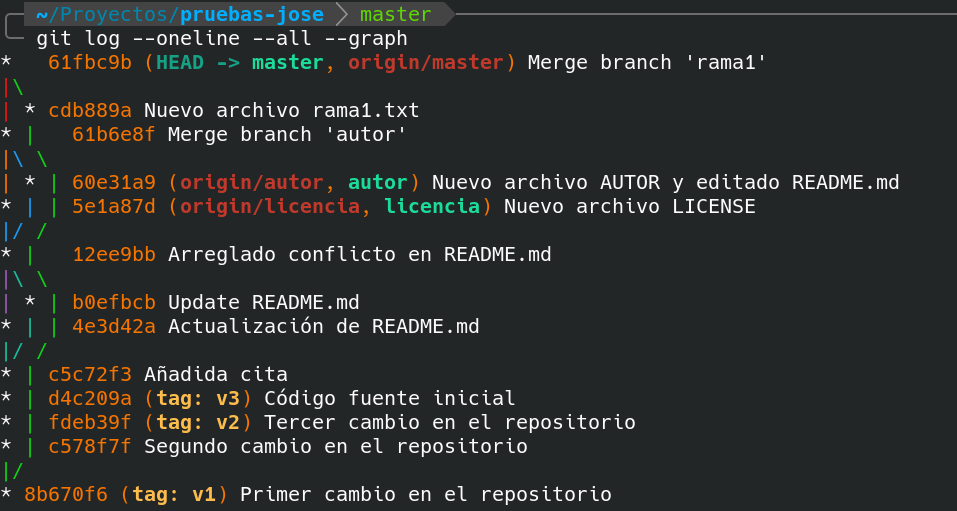 ~/Proyectos/pruebas-jose master
git log --oneline --all --graph
*   61fbc9b (HEAD -> master, origin/master) Merge branch 'rama1'
|\
| * cdb889a Nuevo archivo rama1.txt
* |   61b6e8f Merge branch 'autor'
|\ \
| * | 60e31a9 (origin/autor, autor) Nuevo archivo AUTOR y editado README.md
* | | 5e1a87d (origin/licencia, licencia) Nuevo archivo LICENSE
|/ /
* |   12ee9bb Arreglado conflicto en README.md
|\ \
| * | b0efbcb Update README.md
* | | 4e3d42a Actualización de README.md
|/ /
* | c5c72f3 Añadida cita
* | d4c209a (tag: v3) Código fuente inicial
* | fdeb39f (tag: v2) Tercer cambio en el repositorio
* | c578f7f Segundo cambio en el repositorio
|/
* 8b670f6 (tag: v1) Primer cambio en el repositorio